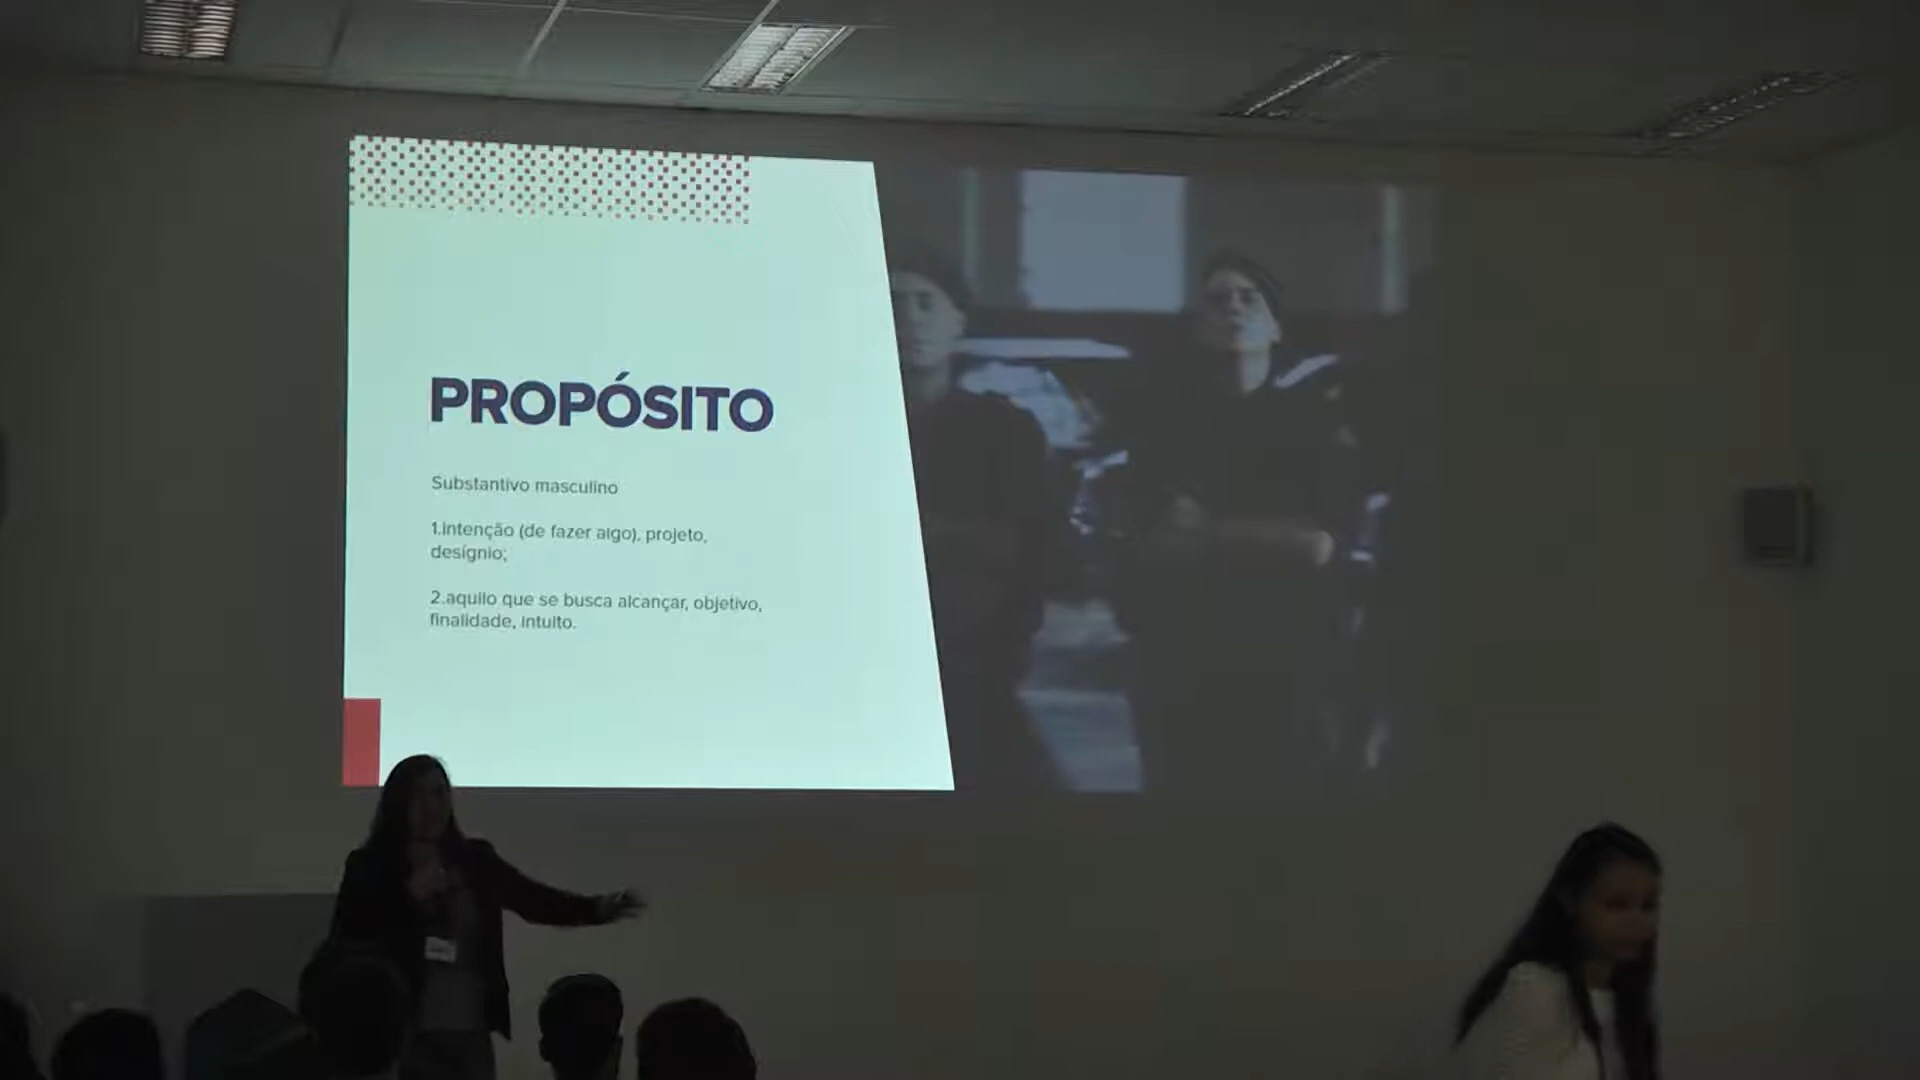 PROPÓSITO
Substantivo masculino
1.intenção (de fazer algo), projeto,
desígnio;
2.aquilo que se busca alcançar, objetivo,
finalidade, intuito.